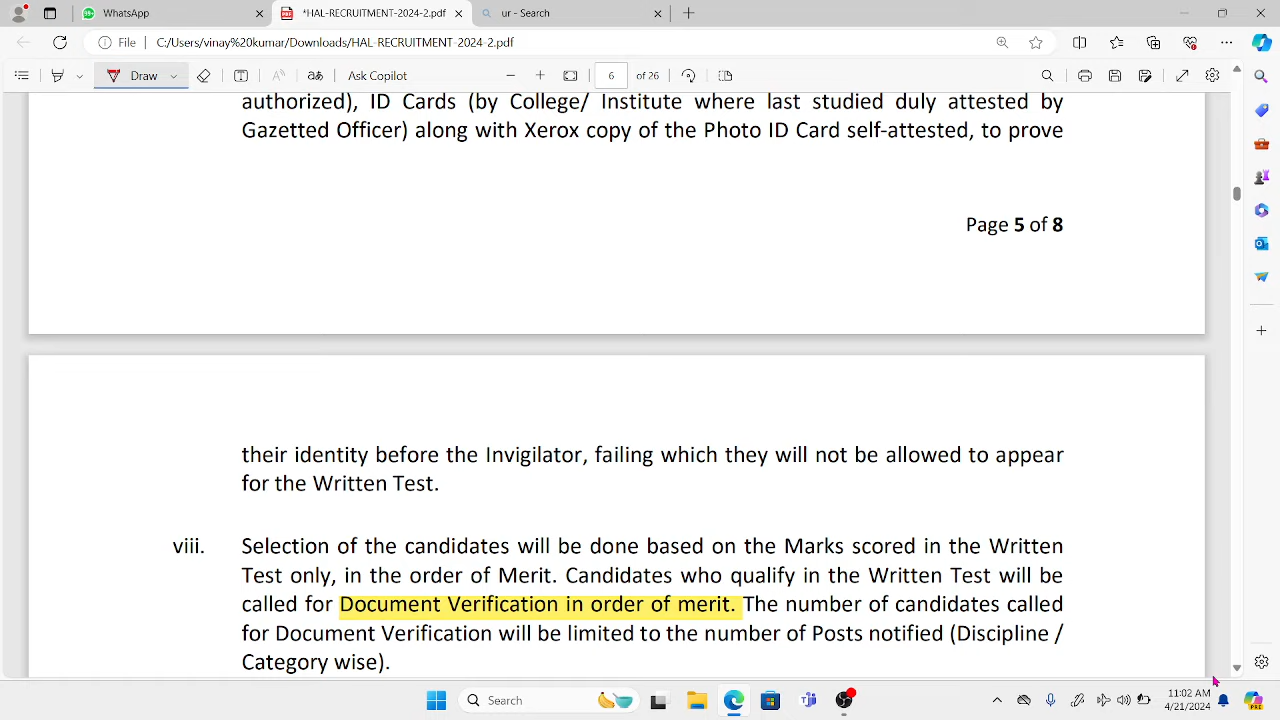 WhatsApp
*HAL-RECRUITMENT-2024-2.pdf
ur - Search
File
C:/Users/vinay%20kumar/Downloads/HAL-RECRUITMENT-2024-2.pdf
Draw
Ask Copilot
6 of 26
authorized), ID Cards (by College/ Institute where last studied duly attested by
Gazetted Officer) along with Xerox copy of the Photo ID Card self-attested, to prove
Page 5 of 8
their identity before the Invigilator, failing which they will not be allowed to appear
for the Written Test.
viii. Selection of the candidates will be done based on the Marks scored in the Written
Test only, in the order of Merit. Candidates who qualify in the Written Test will be
called for Document Verification in order of merit. The number of candidates called
for Document Verification will be limited to the number of Posts notified (Discipline /
Category wise).
Search
11:02 AM
4/21/2024